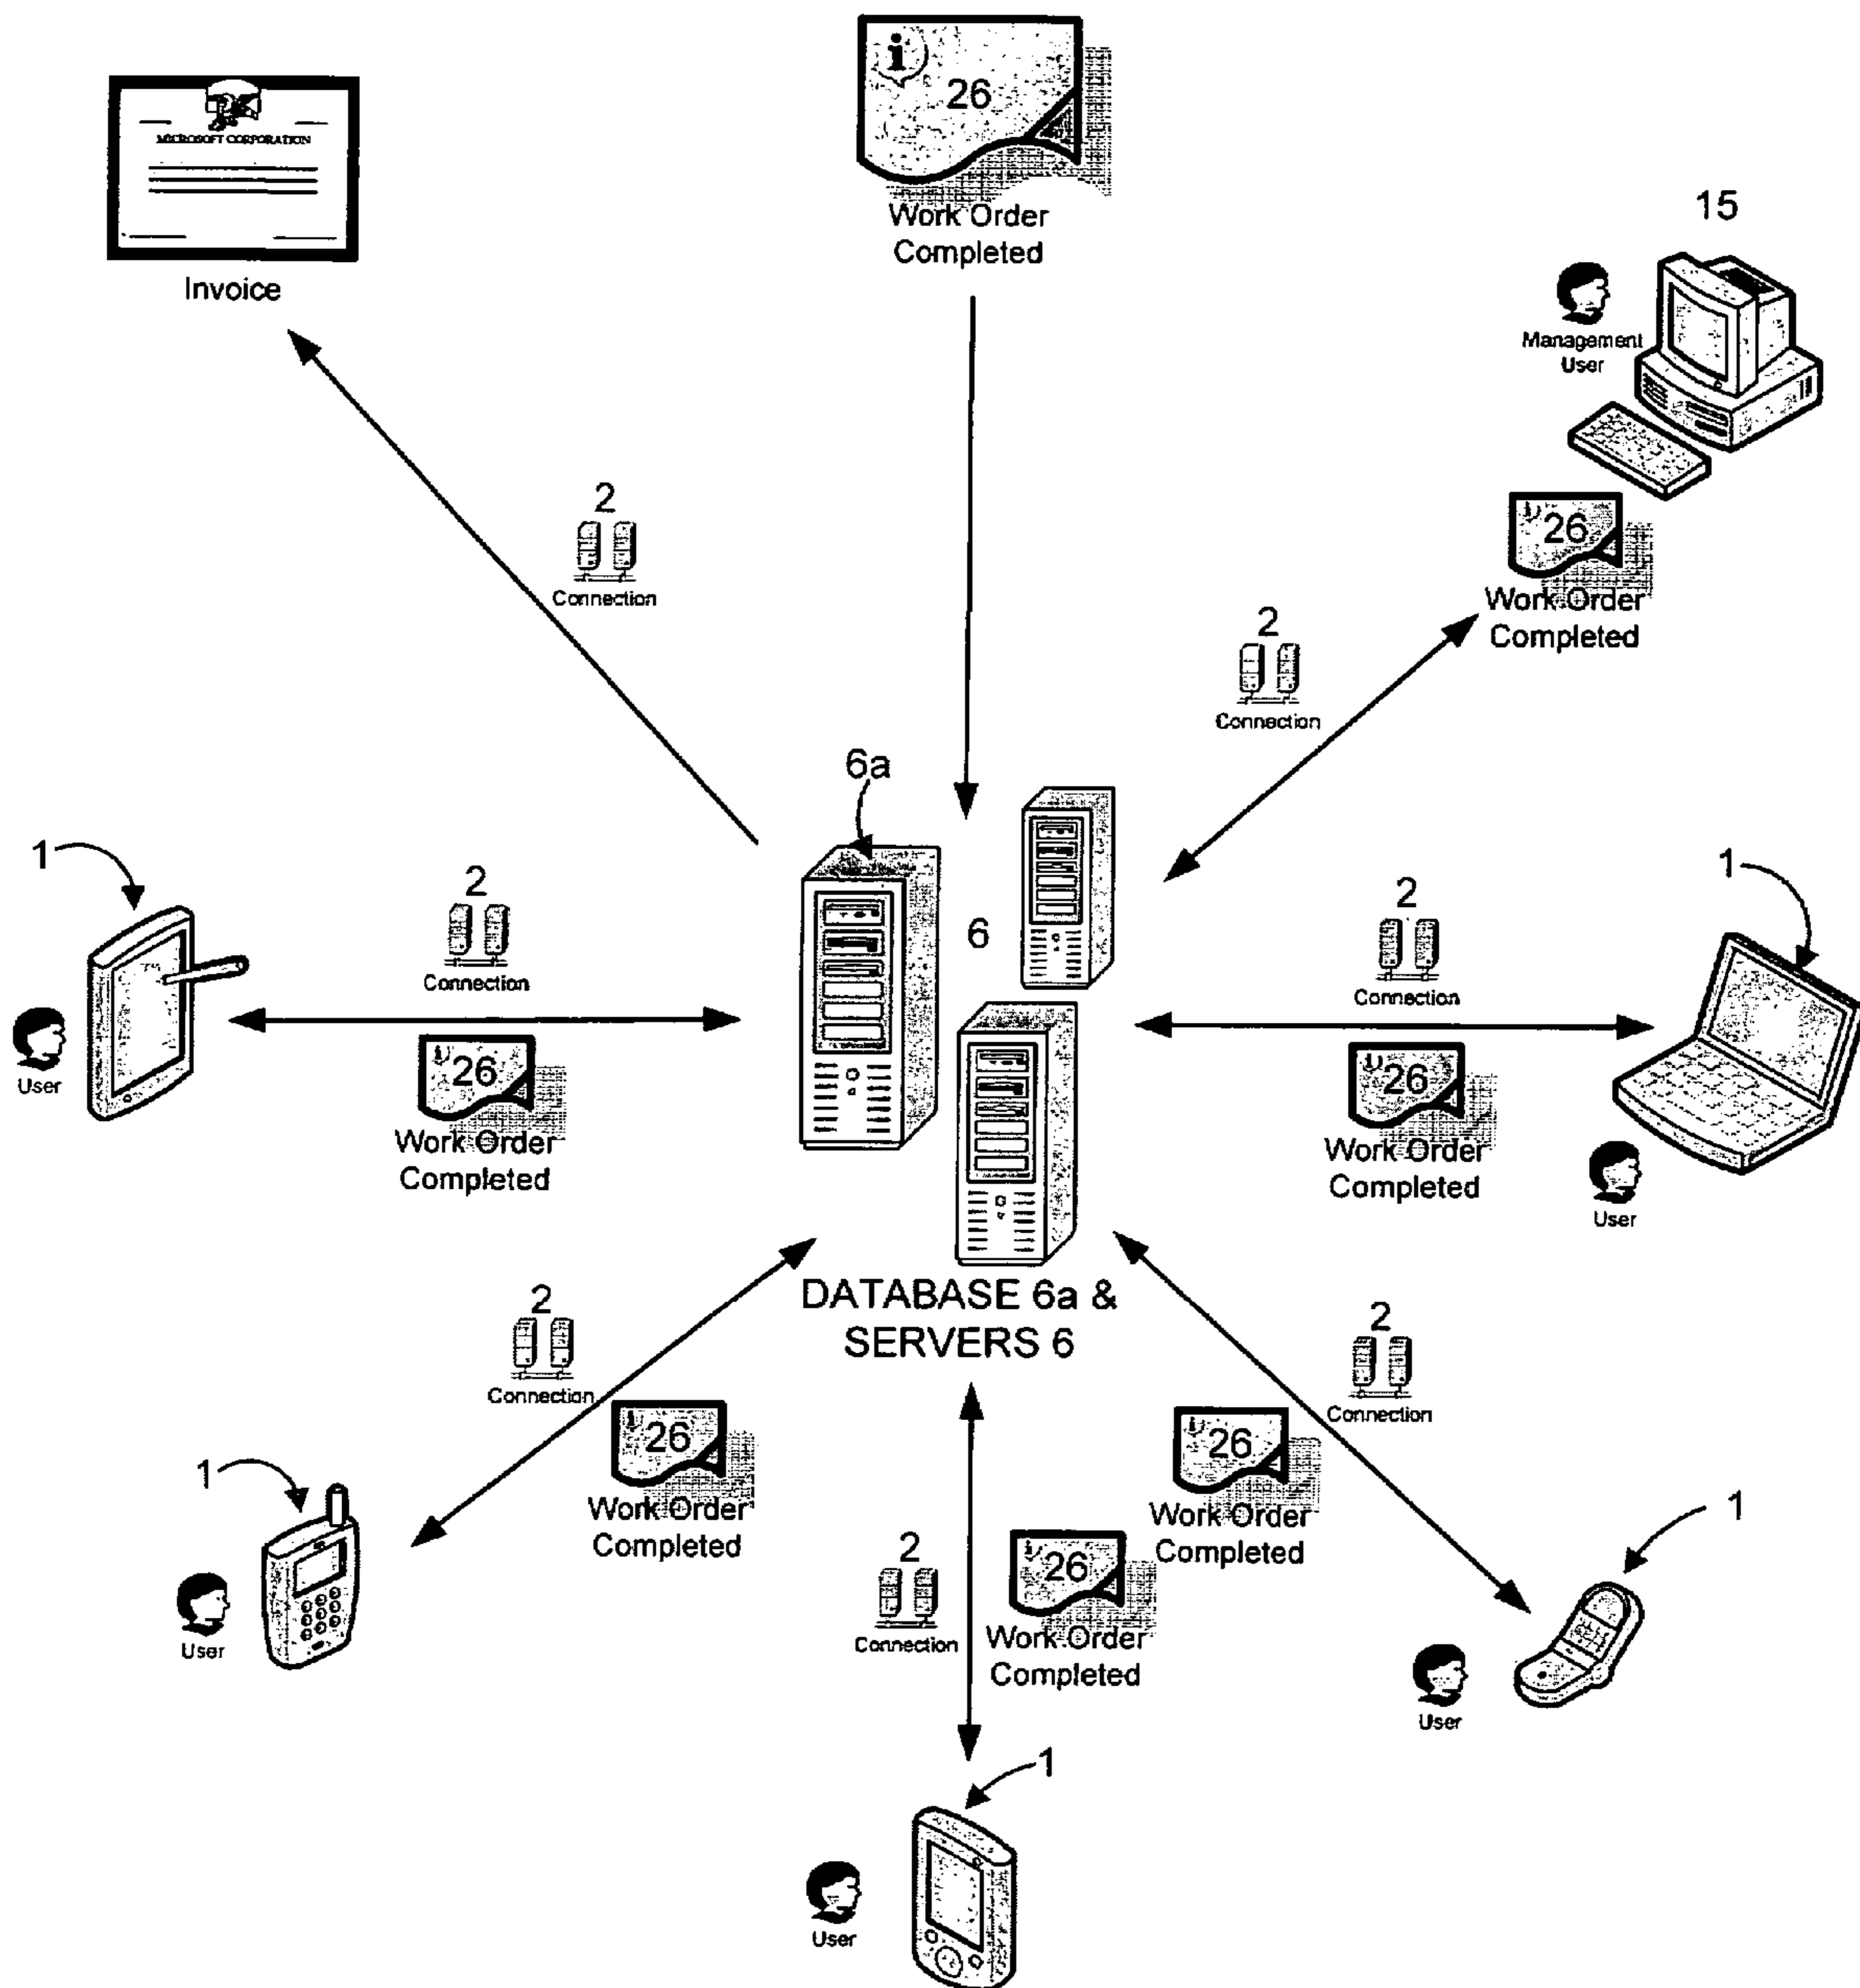 26
Work Order
Completed
MICROSOFT CORPORATION
Invoice
15
Management
User
2
Connection
26
Work Order
Completed
2
Connection
6a
1
2
Connection
6
2
Connection
1
User
26
Work Order
Completed
26
Work Order
Completed
User
DATABASE 6a &
SERVERS 6
2
Connection
2
Connection
26
Work Order
Completed
26
Work Order
Completed
1
User
2
Connection
26
Work Order
Completed
1
User
1
User